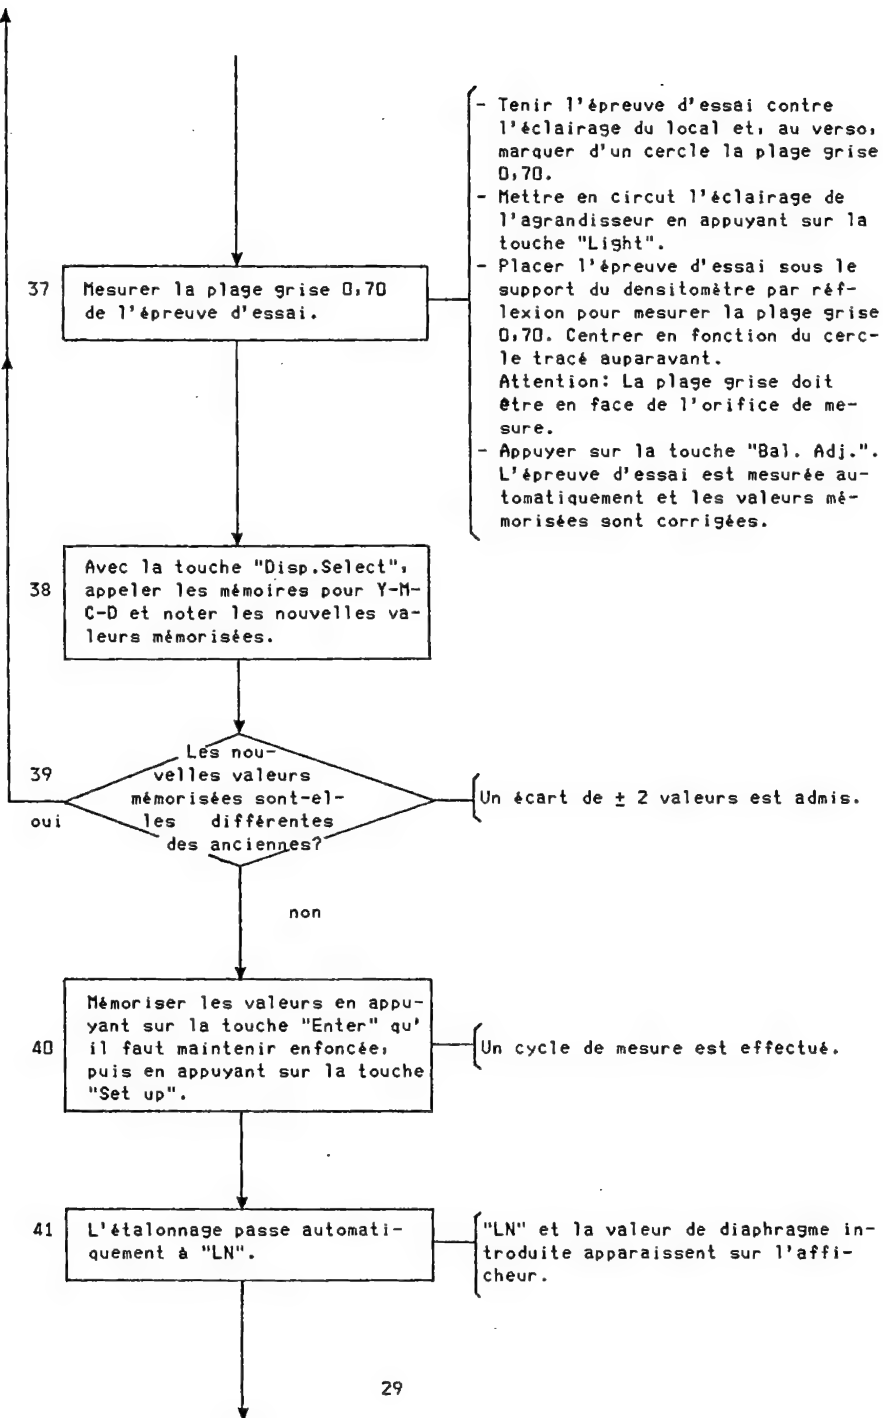 - Tenir l'épreuve d'essai contre
l'éclairage du local et, au verso,
marquer d'un cercle la plage grise
0,70.
- Mettre en circut l'éclairage de
l'agrandisseur en appuyant sur la
touche "Light".
- Placer l'épreuve d'essai sous le
support du densitomètre par réf-
lexion pour mesurer la plage grise
0,70. Centrer en fonction du cerc-
le tracé auparavant.
Attention: La plage grise doit
être en face de l'orifice de me-
sure.
- Appuyer sur la touche "Bal. Adj.".
L'épreuve d'essai est mesurée au-
tomatiquement et les valeurs mé-
morisées sont corrigées.
37
Mesurer la plage grise 0,70
de l'épreuve d'essai.
38
Avec la touche "Disp.Select",
appeler les mémoires pour Y-M-
C-D et noter les nouvelles va-
leurs mémorisées.
39
Les nou-
velles valeurs
mémorisées sont-el-
les différentes
des anciennes?
oui
Un écart de ± 2 valeurs est admis.
non
40
Mémoriser les valeurs en appu-
yant sur la touche "Enter" qu'
il faut maintenir enfoncée,
puis en appuyant sur la touche
"Set up".
Un cycle de mesure est effectué.
41
L'étalonnage passe automati-
quement à "LN".
"LN" et la valeur de diaphragme in-
troduite apparaissent sur l'affi-
cheur.
29